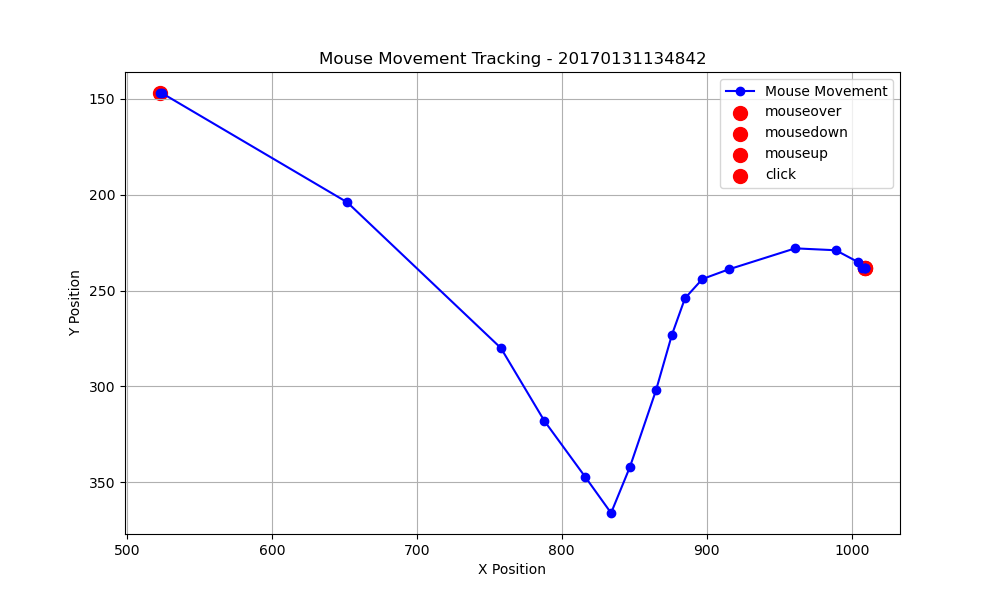 Mouse Movement Tracking - 20170131134842
Mouse Movement
mouseover
mousedown
mouseup
click
Y Position
150
200
250
300
350
500
600
700
800
900
1000
X Position